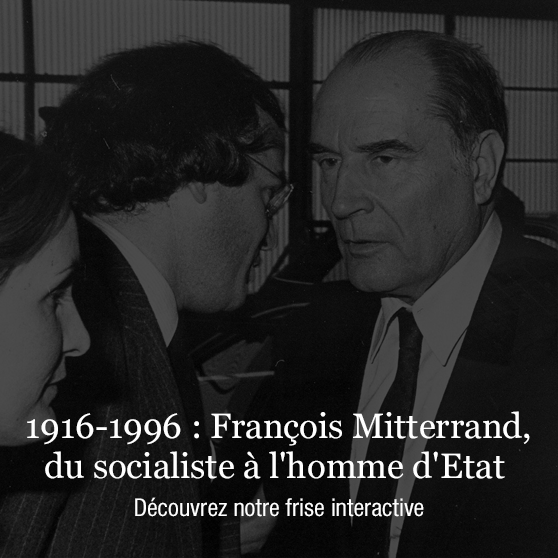 1916-1996 : François Mitterrand,
du socialiste à l'homme d'Etat
Découvrez notre frise interactive